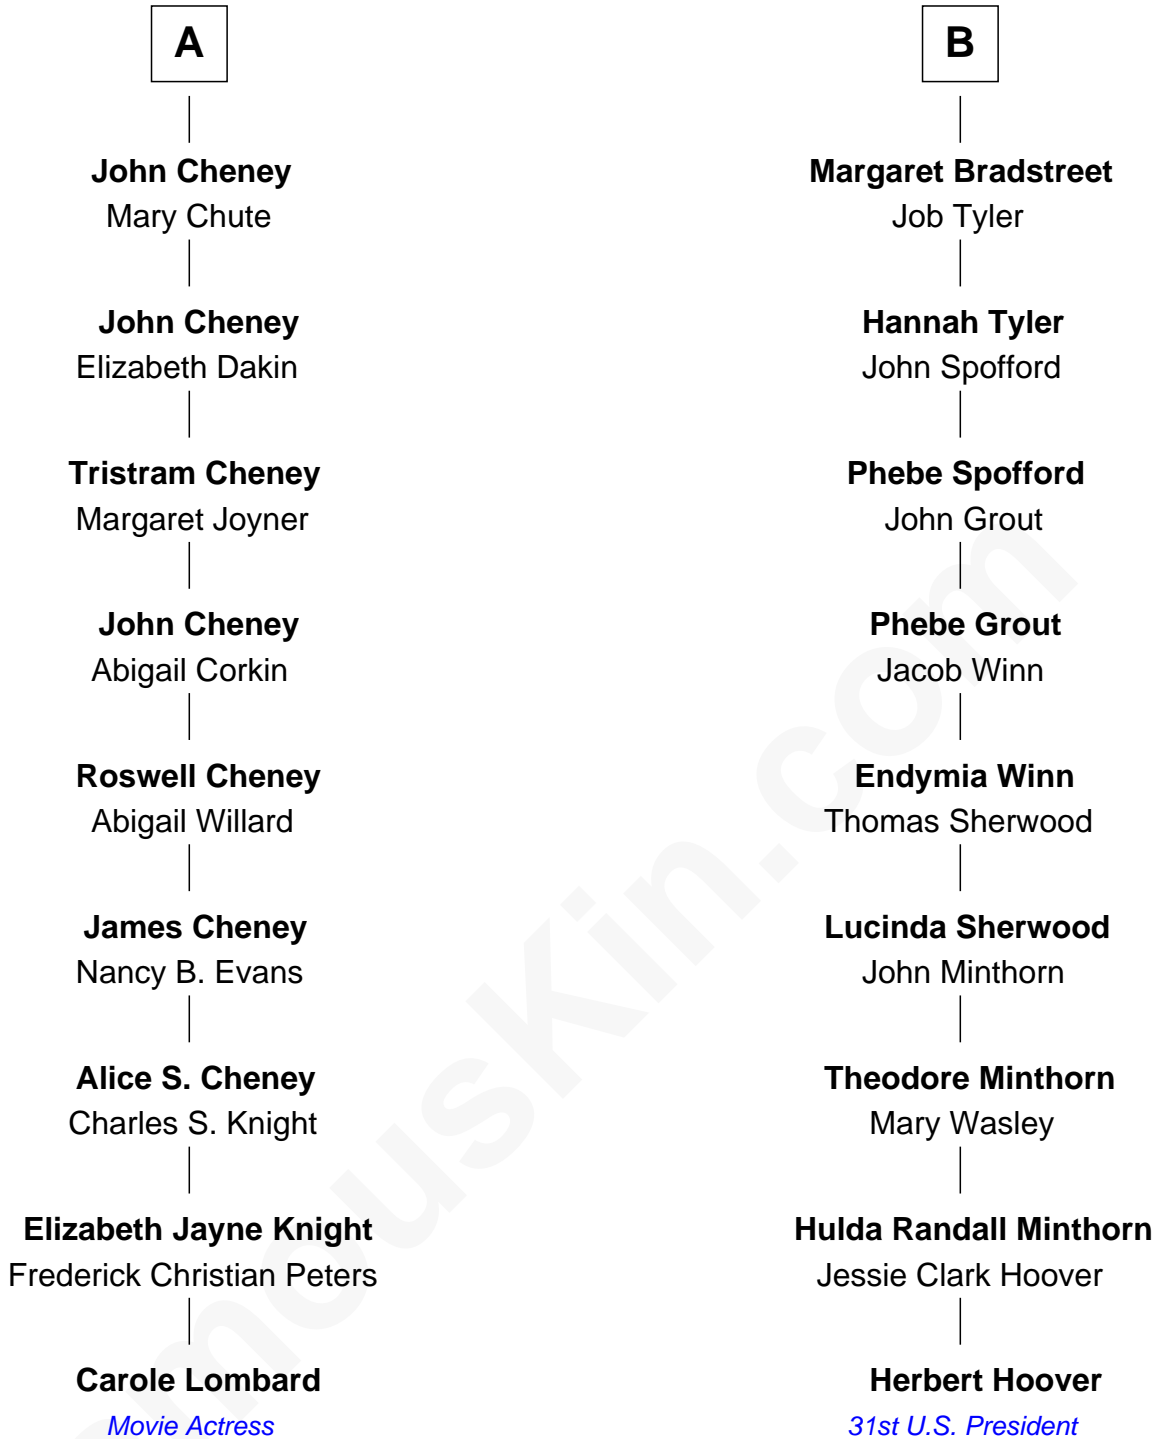 A
B
John Cheney
Mary Chute
Margaret Bradstreet
Job Tyler
John Cheney
Elizabeth Dakin
Hannah Tyler
John Spofford
Tristram Cheney
Margaret Joyner
Phebe Spofford
John Grout
John Cheney
Abigail Corkin
Phebe Grout
Jacob Winn
Roswell Cheney
Abigail Willard
Endymia Winn
Thomas Sherwood
James Cheney
Nancy B. Evans
Lucinda Sherwood
John Minthorn
Alice S. Cheney
Charles S. Knight
Theodore Minthorn
Mary Wasley
Elizabeth Jayne Knight
Frederick Christian Peters
Hulda Randall Minthorn
Jessie Clark Hoover
Carole Lombard
Movie Actress
Herbert Hoover
31st U.S. President
mousKin.com